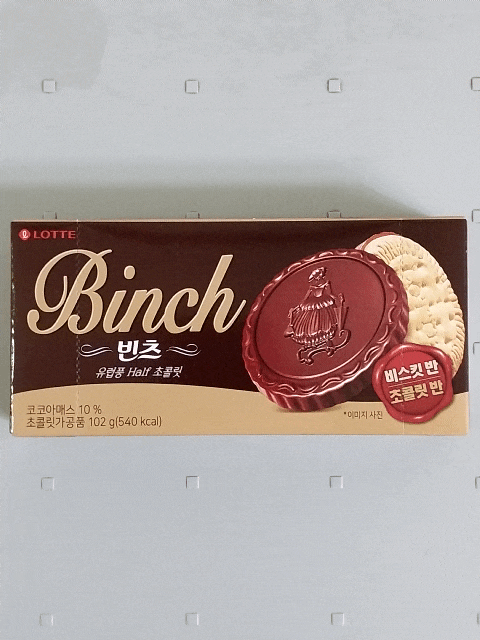 LOTTE
Binch
빈츠
유럽풍 Half 초콜릿
비스킷 반
초콜릿 반
코코아매스 10 %
초콜릿가공품 102 g(540 kcal)
*이미지 사진